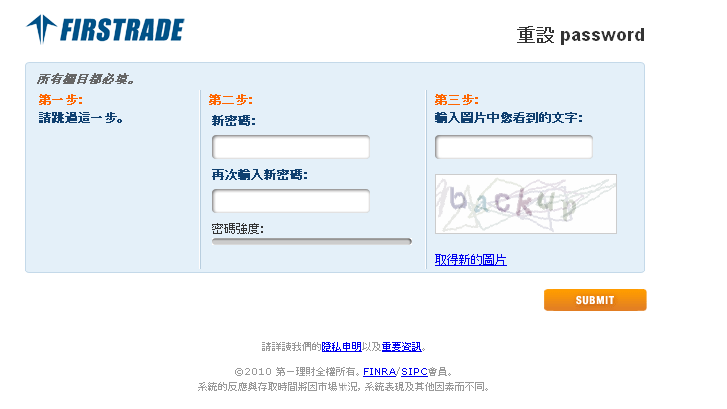 FIRSTRADE
重設 password
所有欄目都必填。
第一步:
請跳過這一步。
第二步:
新密碼:
再次輸入新密碼:
密碼強度:
第三步:
輸入圖片中您看到的文字:
backup
取得新的圖片
SUBMIT
請詳讀我們的隱私申明以及重要資訊。
©2010 第一理財全權所有。FINRA/SIPC會員。
系統的反應與存取時間將因市場半況, 系統表現及其他因素而不同。